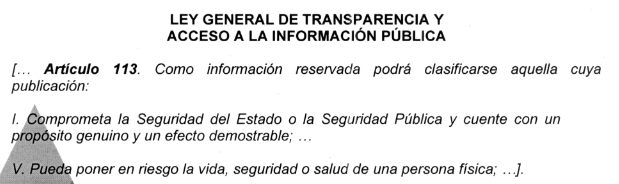 LEY GENERAL DE TRANSPARENCIA Y
ACCESO A LA INFORMACIÓN PÚBLICA
[… Artículo 113. Como información reservada podrá clasificarse aquella cuya
publicación:
I. Comprometa la Seguridad del Estado o la Seguridad Pública y cuente con un
propósito genuino y un efecto demostrable; …
V. Pueda poner en riesgo la vida, seguridad o salud de una persona física; …].